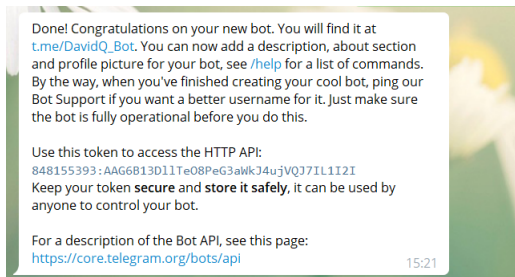 Done! Congratulations on your new bot. You will find it at
t.me/DavidQ_Bot. You can now add a description, about section
and profile picture for your bot, see /help for a list of commands.
By the way, when you've finished creating your cool bot, ping our
Bot Support if you want a better username for it. Just make sure
the bot is fully operational before you do this.
Use this token to access the HTTP API:
848155393:AAG6B13DllTeO8PeG3aWkJ4ujVQJ7IL1I2I
Keep your token secure and store it safely, it can be used by
anyone to control your bot.
For a description of the Bot API, see this page:
https://core.telegram.org/bots/api
15:21